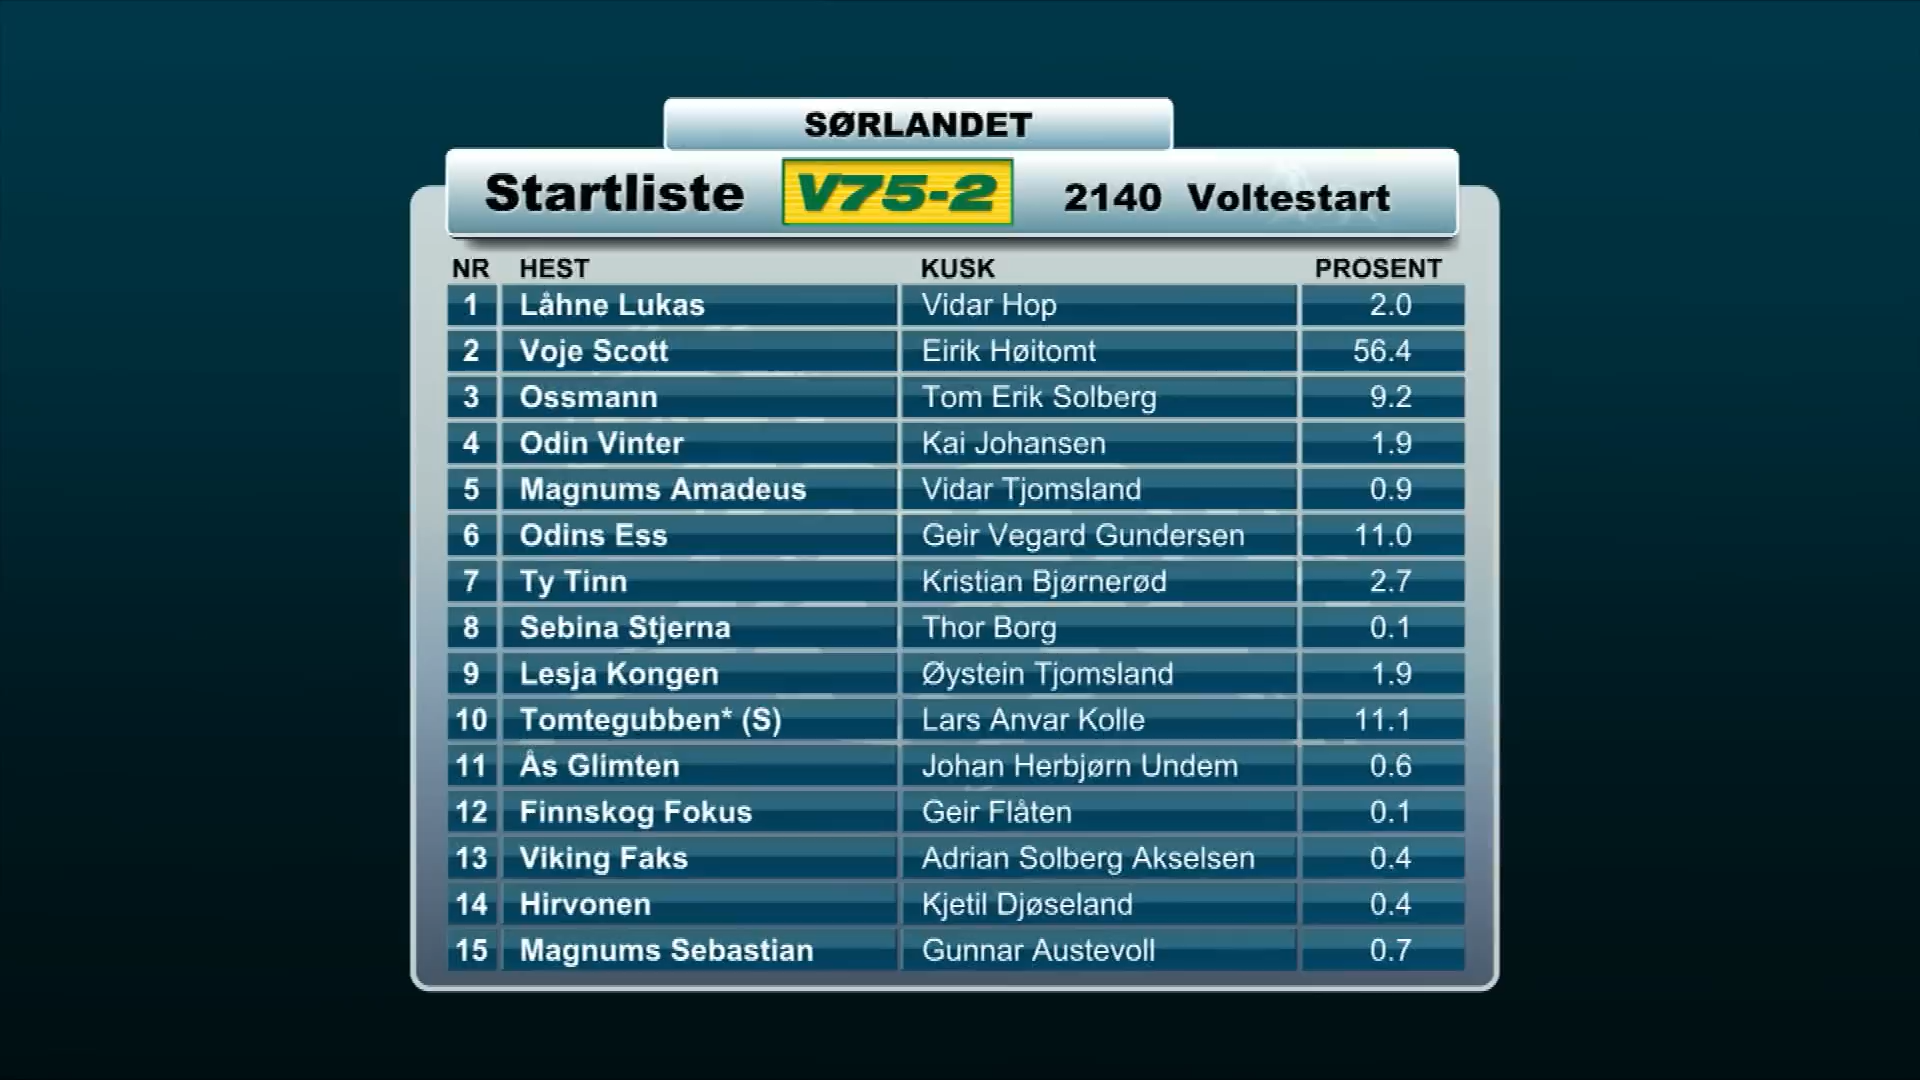 SØRLANDET
Startliste V75-2 2140 Voltestart
NR HEST KUSK PROSENT
1 Låhne Lukas Vidar Hop 2.0
2 Voje Scott Eirik Høitomt 56.4
3 Ossmann Tom Erik Solberg 9.2
4 Odin Vinter Kai Johansen 1.9
5 Magnums Amadeus Vidar Tjomsland 0.9
6 Odins Ess Geir Vegard Gundersen 11.0
7 Ty Tinn Kristian Bjørnerød 2.7
8 Sebina Stjerna Thor Borg 0.1
9 Lesja Kongen Øystein Tjomsland 1.9
10 Tomtegubben* (S) Lars Anvar Kolle 11.1
11 Ås Glimten Johan Herbjørn Undem 0.6
12 Finnskog Fokus Geir Flåten 0.1
13 Viking Faks Adrian Solberg Akselsen 0.4
14 Hirvonen Kjetil Djøseland 0.4
15 Magnums Sebastian Gunnar Austevoll 0.7